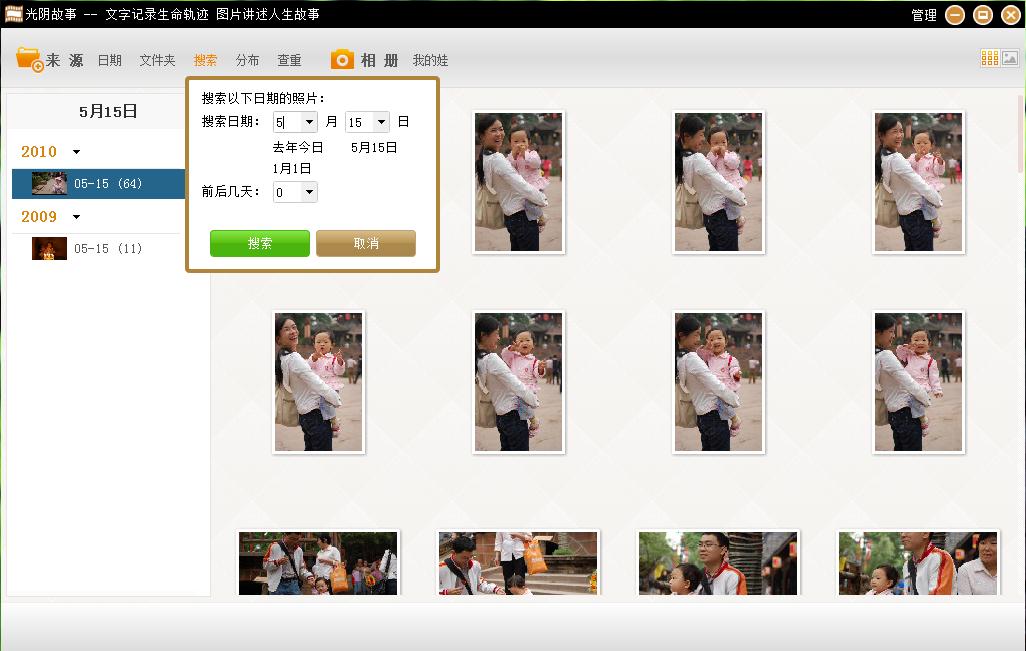 光阴故事 -- 文字记录生命轨迹 图片讲述人生故事 管理
来 源 日期 文件夹 搜索 分布 查重 相 册 我的娃
5月15日
2010
05-15 (64)
2009
05-15 (11)
搜索以下日期的照片：
搜索日期： 5 月 15 日
去年今日 5月15日
1月1日
前后几天： 0
搜索 取消